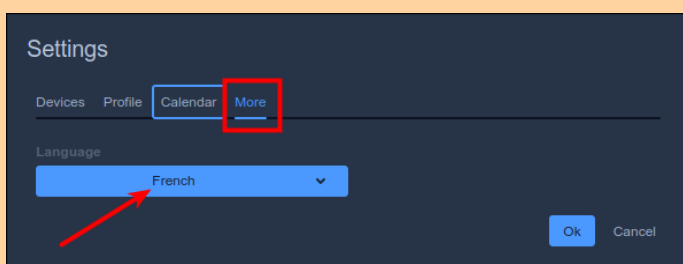 Settings
Devices Profile Calendar More
Language
French
Ok Cancel